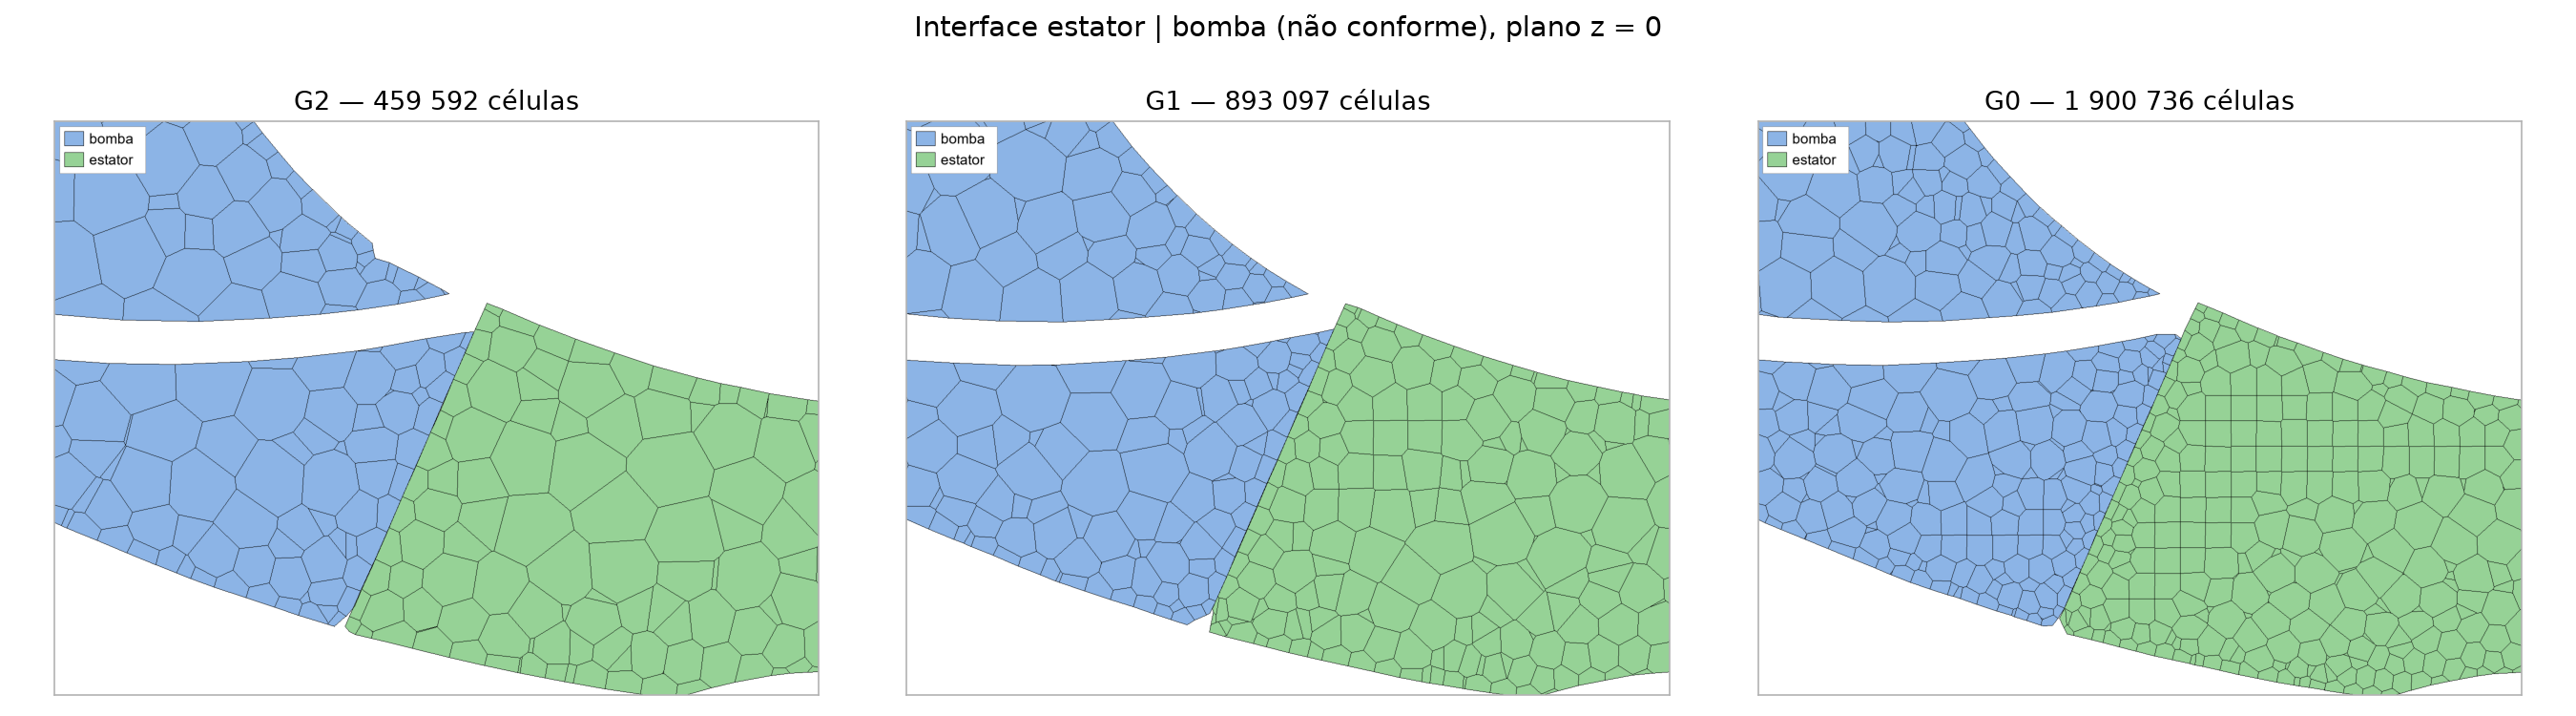 Interface estator | bomba (não conforme), plano z = 0
G2 — 459 592 células
bomba
estator
G1 — 893 097 células
bomba
estator
G0 — 1 900 736 células
bomba
estator